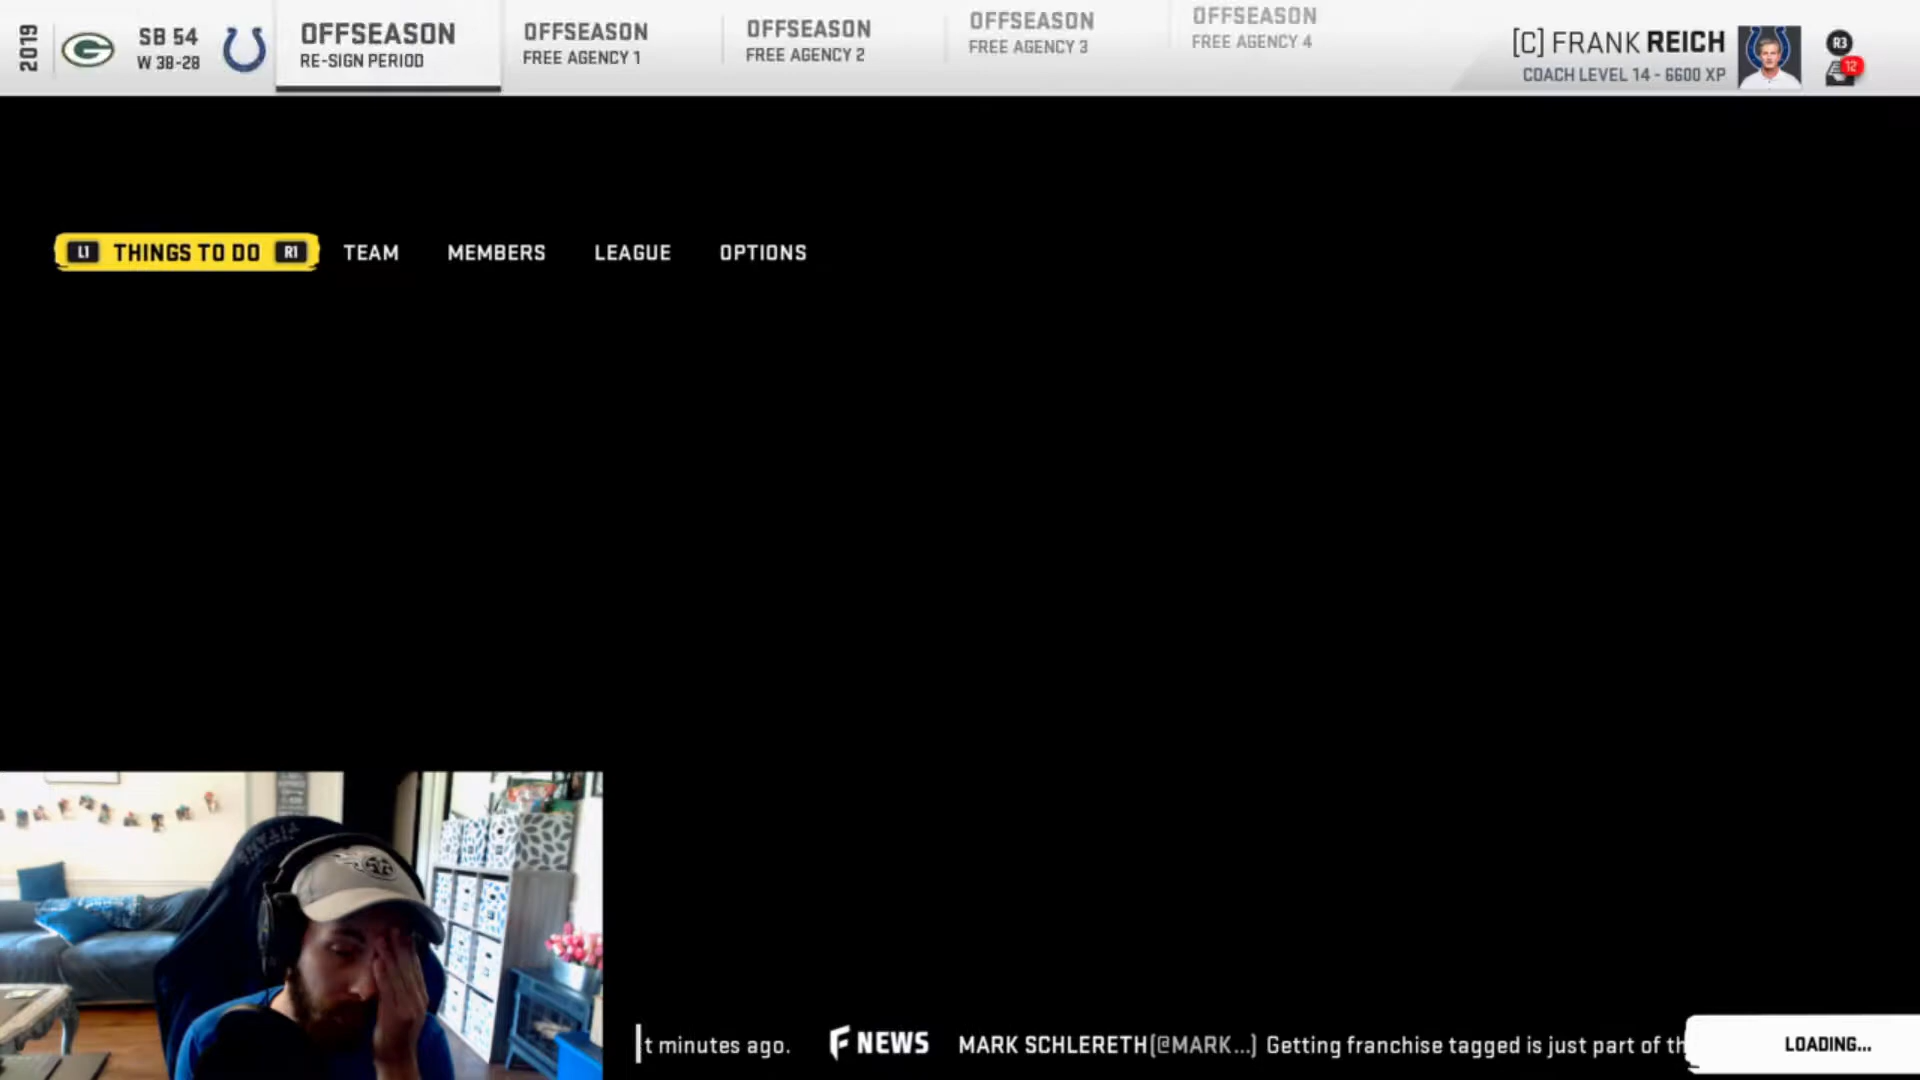 2019
SB 54
W 38-28
OFFSEASON
RE-SIGN PERIOD
OFFSEASON
FREE AGENCY 1
OFFSEASON
FREE AGENCY 2
OFFSEASON
FREE AGENCY 3
OFFSEASON
FREE AGENCY 4
[C] FRANK REICH
COACH LEVEL 14 - 6600 XP
R3
12
L1 THINGS TO DO R1 TEAM MEMBERS LEAGUE OPTIONS
t minutes ago. F NEWS MARK SCHLERETH(@MARK...) Getting franchise tagged is just part of th
LOADING...